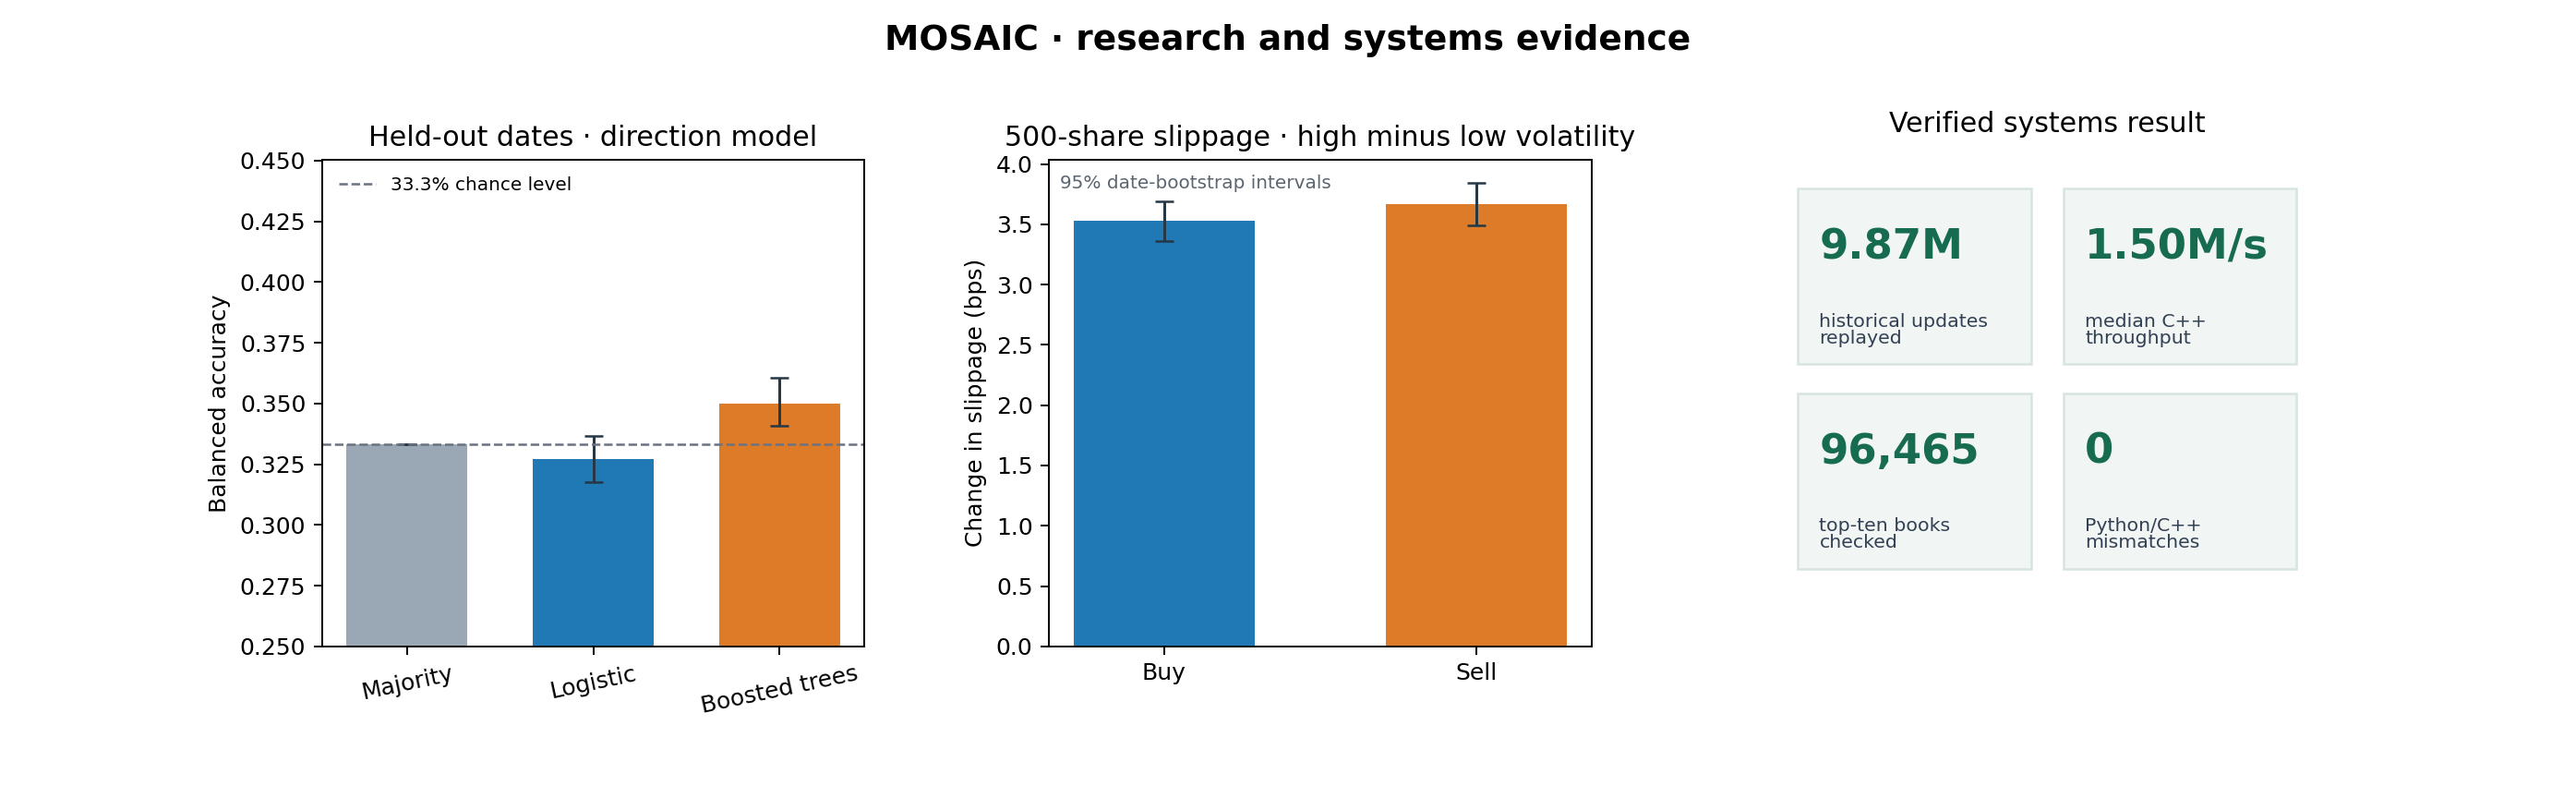 MOSAIC · research and systems evidence
Held-out dates · direction model
Balanced accuracy
0.450
0.425
0.400
0.375
0.350
0.325
0.300
0.275
0.250
33.3% chance level
Majority
Logistic
Boosted trees
500-share slippage · high minus low volatility
Change in slippage (bps)
4.0
3.5
3.0
2.5
2.0
1.5
1.0
0.5
0.0
95% date-bootstrap intervals
Buy
Sell
Verified systems result
9.87M
historical updates
replayed
1.50M/s
median C++
throughput
96,465
top-ten books
checked
0
Python/C++
mismatches